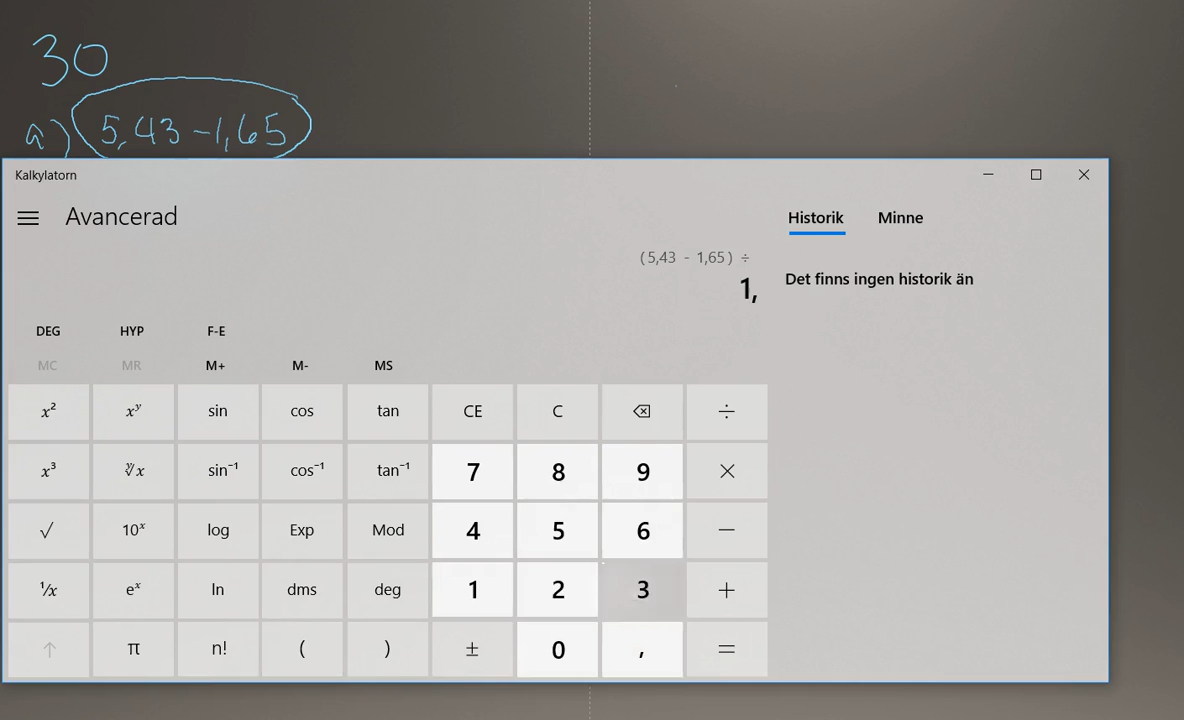 30
a) 5,43 - 1,65
Kalkylatorn
Avancerad
Historik Minne
(5,43 - 1,65) ÷
1,
Det finns ingen historik än
DEG HYP F-E
MC MR M+ M- MS
x² xʸ sin cos tan CE C ⌫ ÷
x³ ʸ√x sin⁻¹ cos⁻¹ tan⁻¹ 7 8 9 ×
√ 10ˣ log Exp Mod 4 5 6 −
¹/x eˣ ln dms deg 1 2 3 +
↑ π n! ( ) ± 0 , =